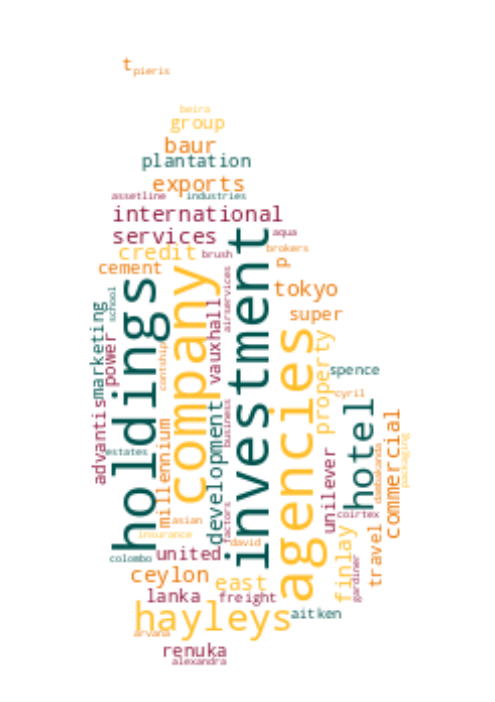 t
pieris
beira
group
baur
plantation
exports
assetline
industries
international
services
aqua
credit
brush
brokers
p
cement
holdings
company
investment
agencies
tokyo
super
school
marketing
power
airservices
vauxhall
property
contship
spence
cyril
hotel
advantis
millennium
development
business
commercial
packaging
dambakanda
estates
unilever
coirtex
asian
factors
insurance
david
colombo
united
finlay
travel
gardiner
ceylon
east
lanka
freight
hayleys
aitken
arvana
renuka
alexandra